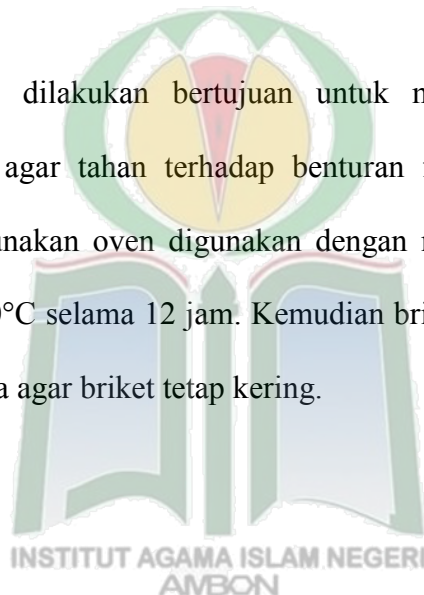 dilakukan bertujuan untuk
agar tahan terhadap benturan
unakan oven digunakan dengan
°C selama 12 jam. Kemudian bri
a agar briket tetap kering.
INSTITUT AGAMA ISLAM NEGERI
AMBON